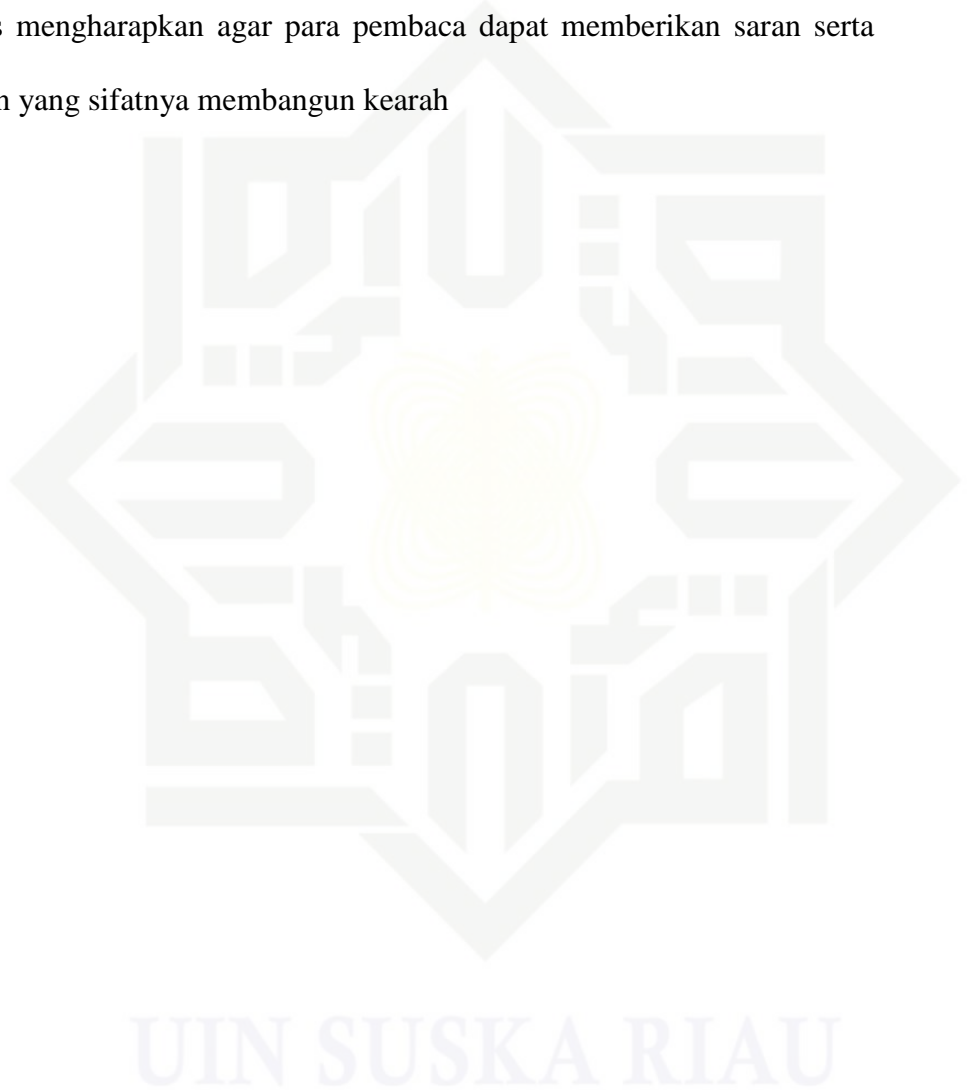 mengharapkan agar para pembaca dapat memberikan saran serta
yang sifatnya membangun kearah
UIN SUSKA RIAU